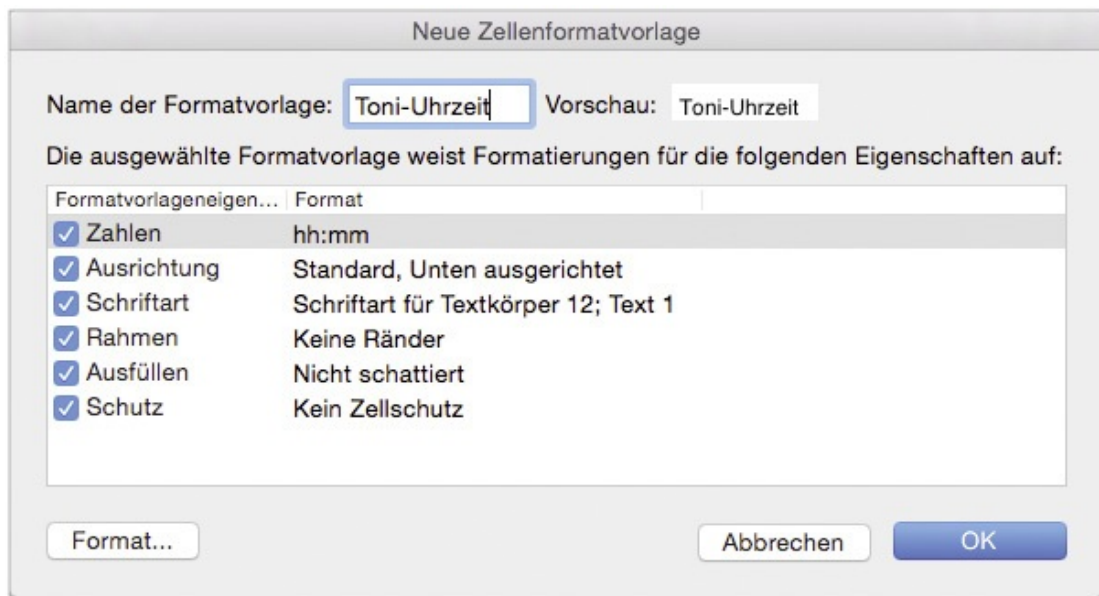 Neue Zellenformatvorlage
Name der Formatvorlage: Toni-Uhrzeit Vorschau: Toni-Uhrzeit
Die ausgewählte Formatvorlage weist Formatierungen für die folgenden Eigenschaften auf:
Formatvorlageneigen... Format
Zahlen hh:mm
Ausrichtung Standard, Unten ausgerichtet
Schriftart Schriftart für Textkörper 12; Text 1
Rahmen Keine Ränder
Ausfüllen Nicht schattiert
Schutz Kein Zellschutz
Format... Abbrechen OK